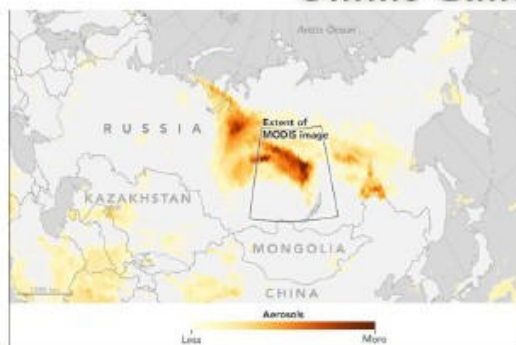 Arctic Ocean
Extent of
MODIS image
RUSSIA
KAZAKHSTAN
MONGOLIA
CHINA
Aerosols
Less
More